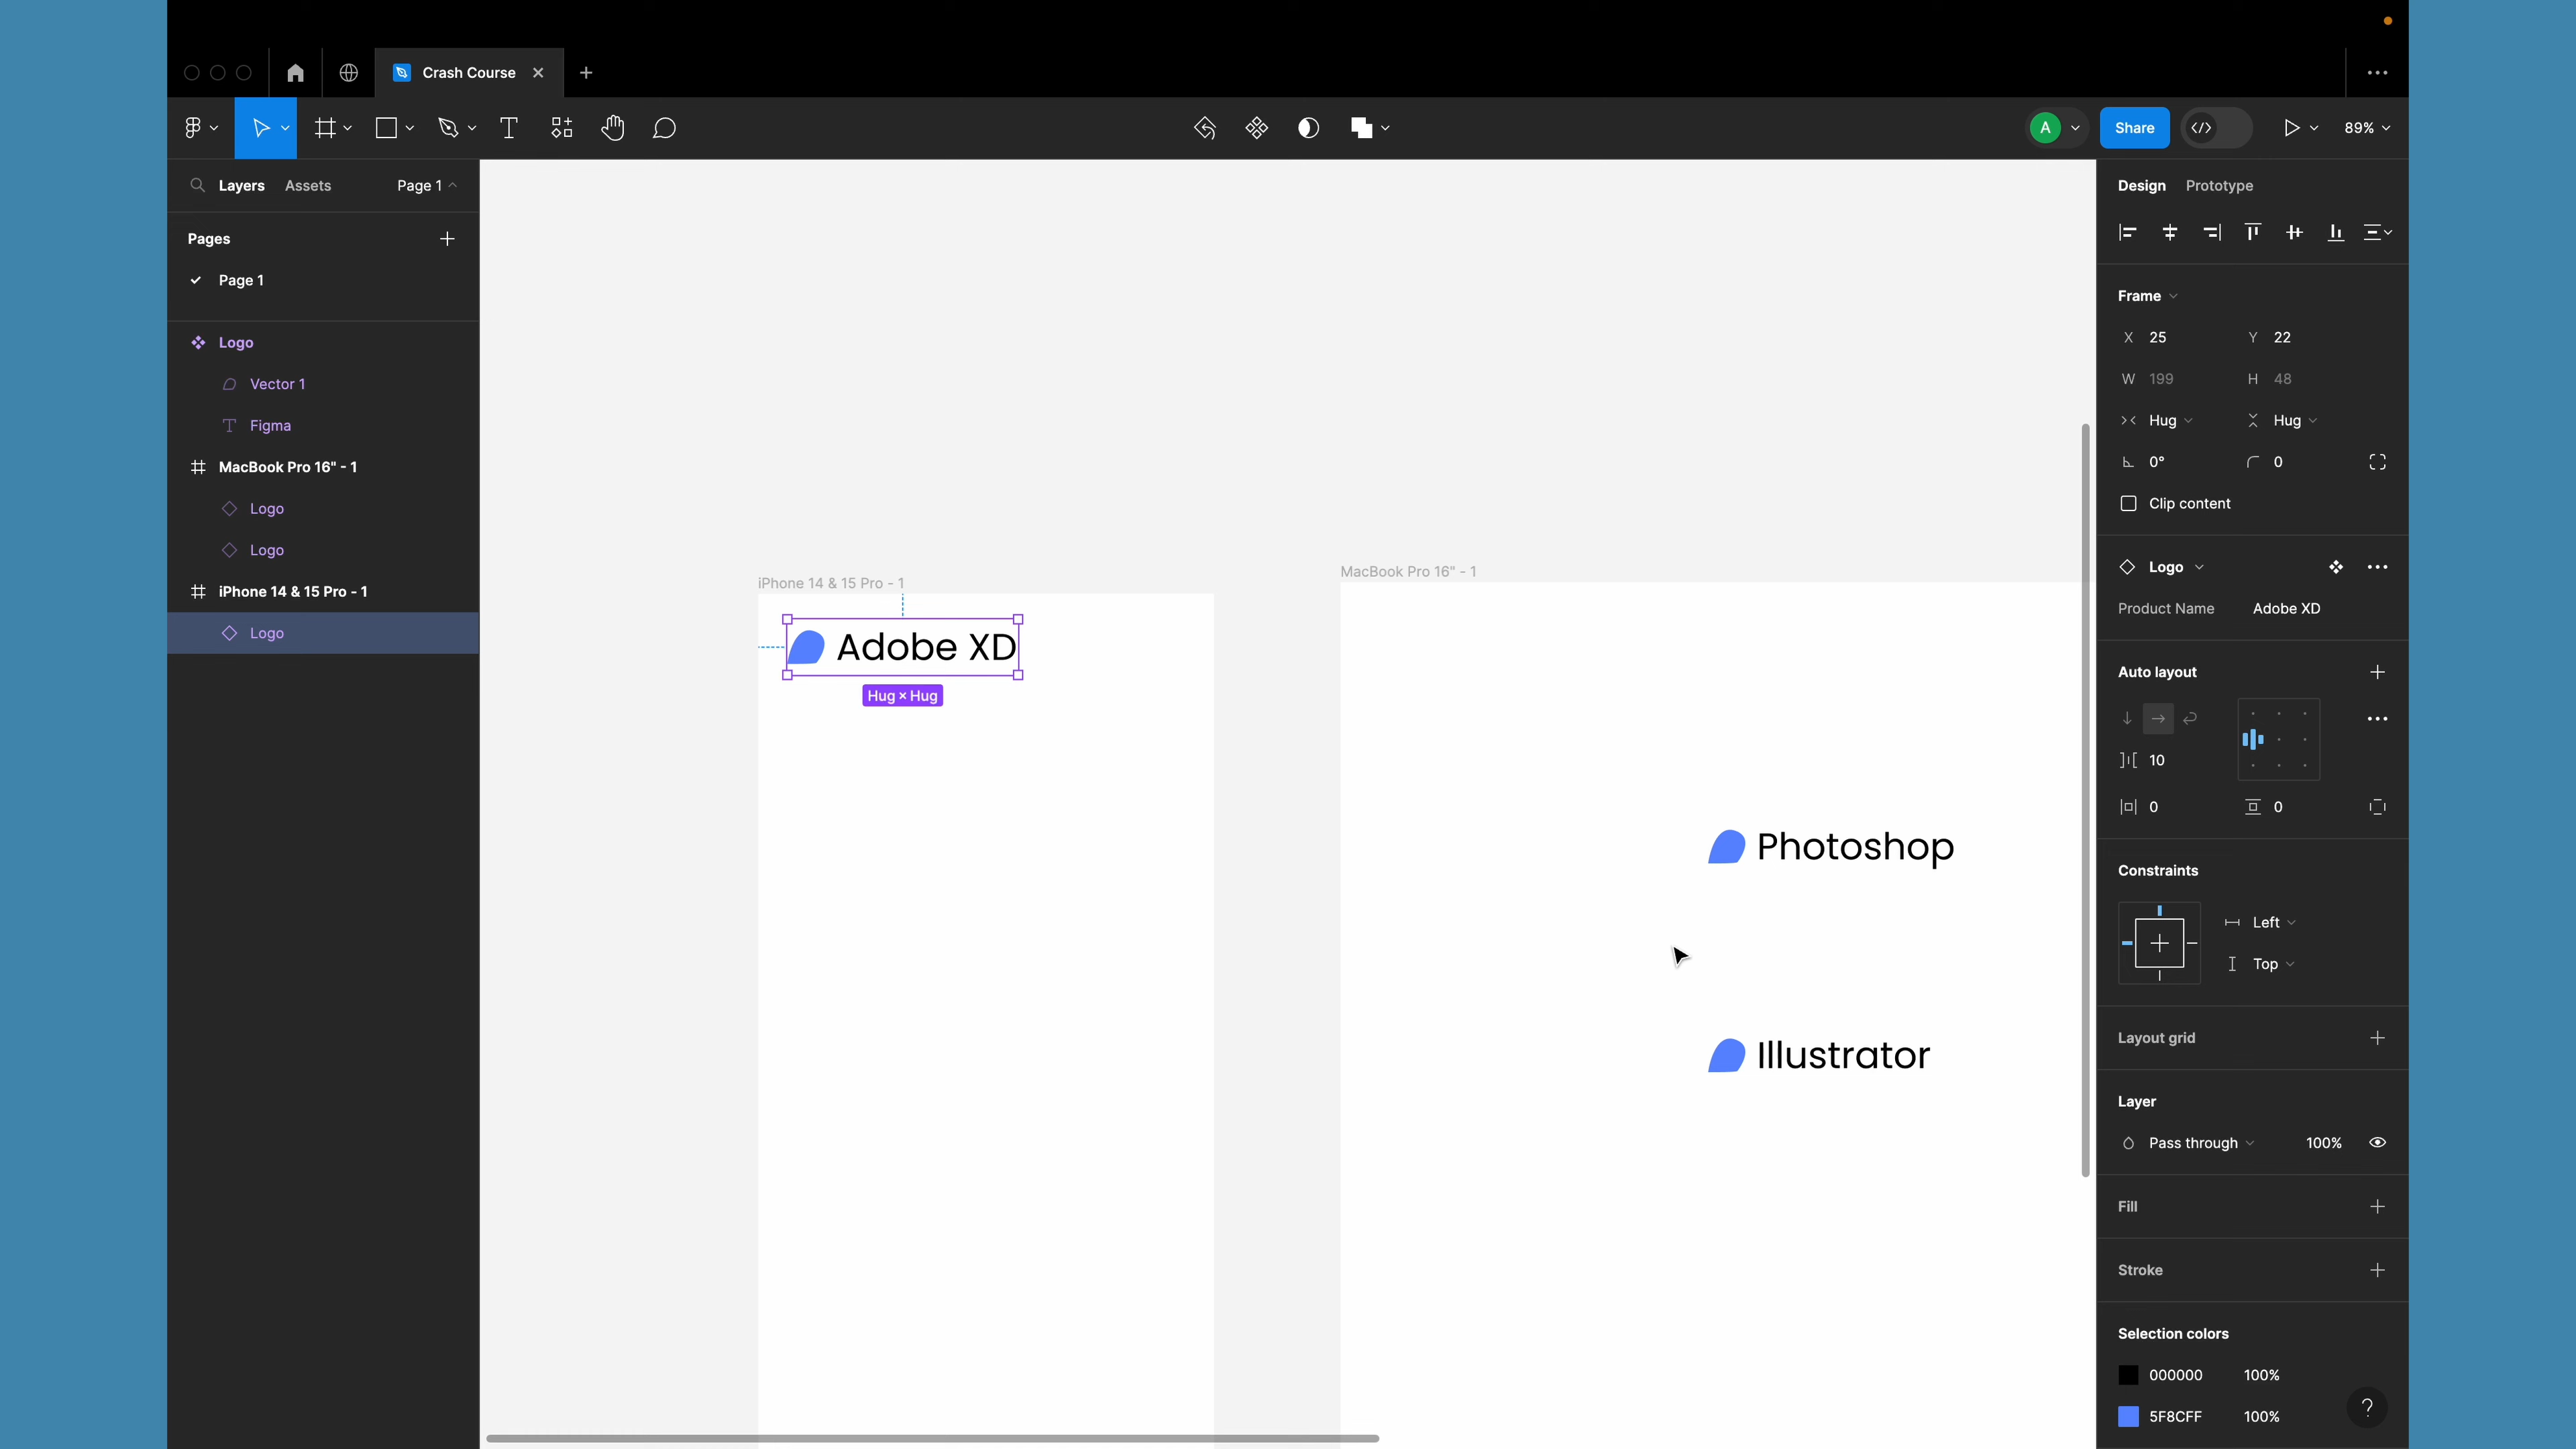 Crash Course
A
Share
89%
Layers
Assets
Page 1
Pages
Page 1
Logo
Vector 1
Figma
MacBook Pro 16" - 1
Logo
Logo
iPhone 14 & 15 Pro - 1
Logo
iPhone 14 & 15 Pro - 1
Adobe XD
Hug × Hug
MacBook Pro 16" - 1
Photoshop
Illustrator
Design
Prototype
Frame
X 25
Y 22
W 199
H 48
Hug
Hug
0°
0
Clip content
Logo
Product Name
Adobe XD
Auto layout
10
0
0
Constraints
Left
Top
Layout grid
Layer
Pass through
100%
Fill
Stroke
Selection colors
000000
100%
5F8CFF
100%
?